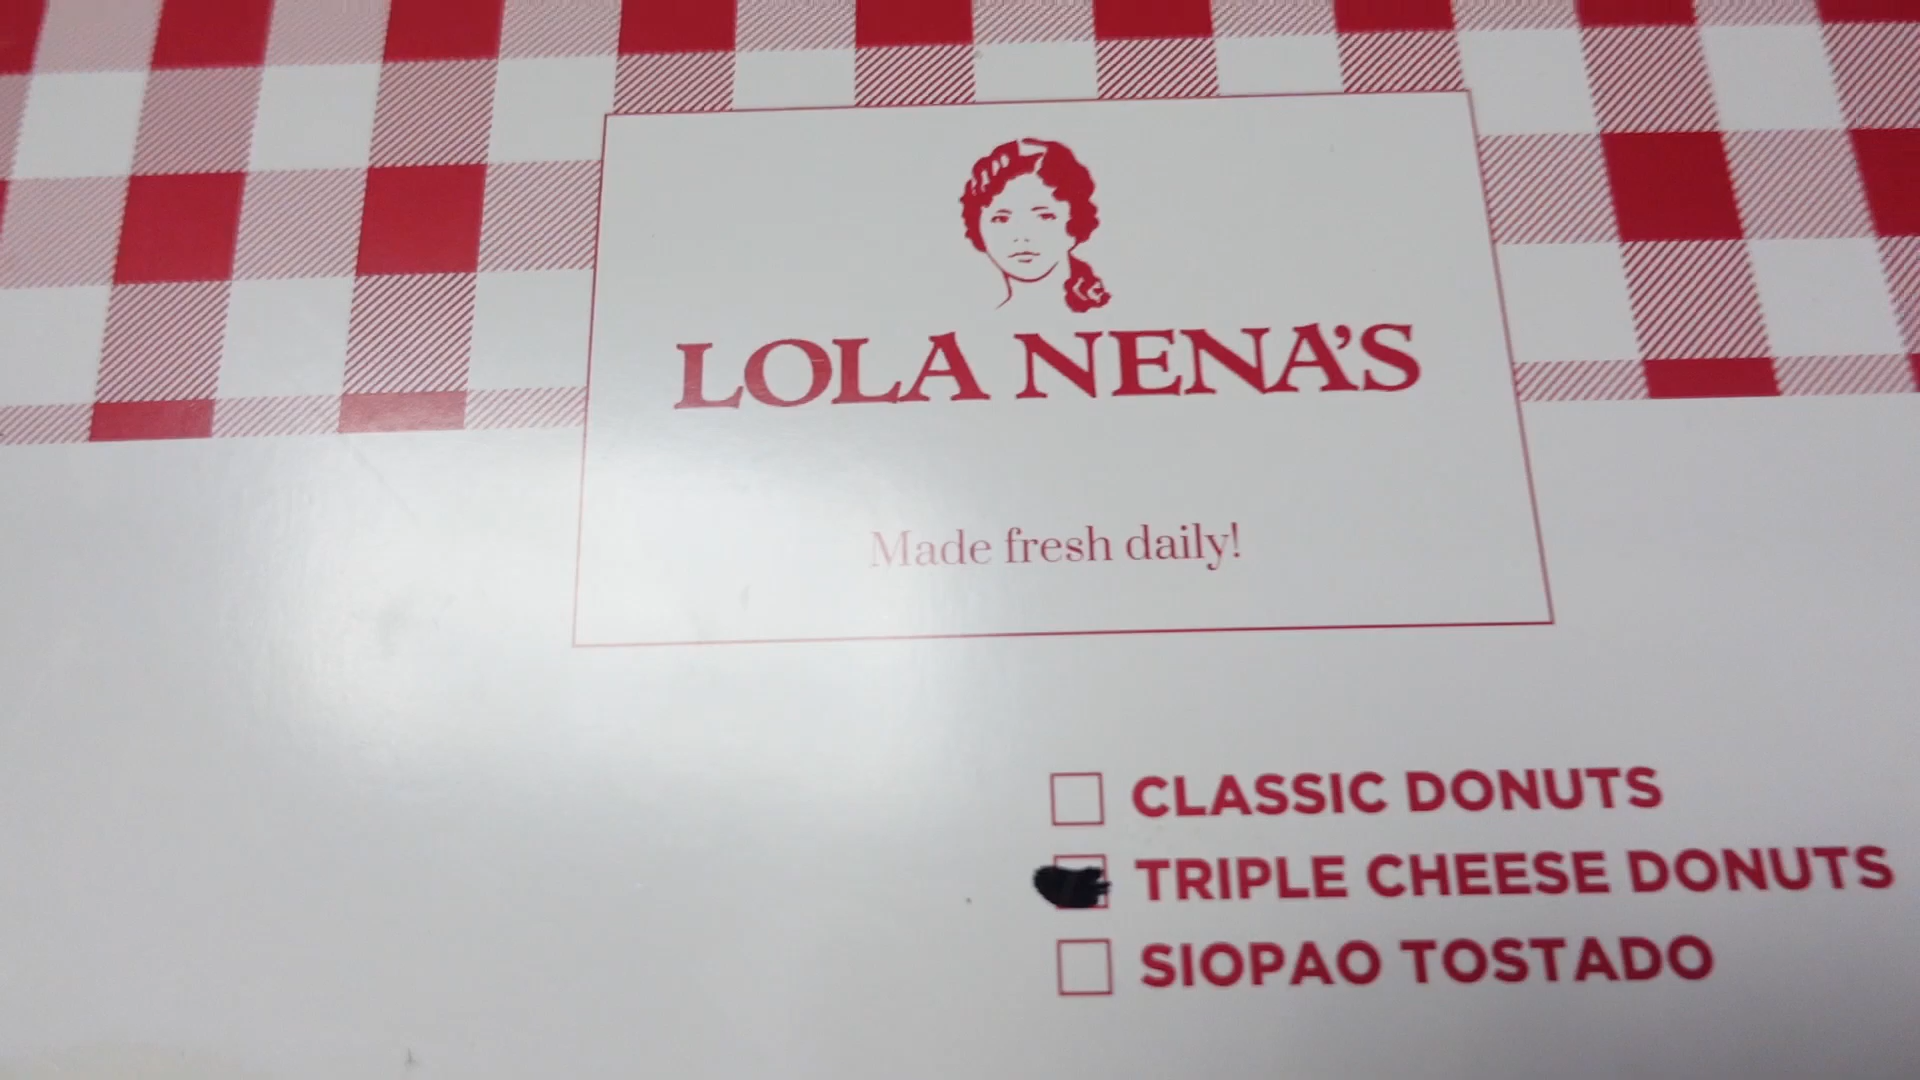 LOLA NENA'S
Made fresh daily!
CLASSIC DONUTS
TRIPLE CHEESE DONUTS
SIOPAO TOSTADO